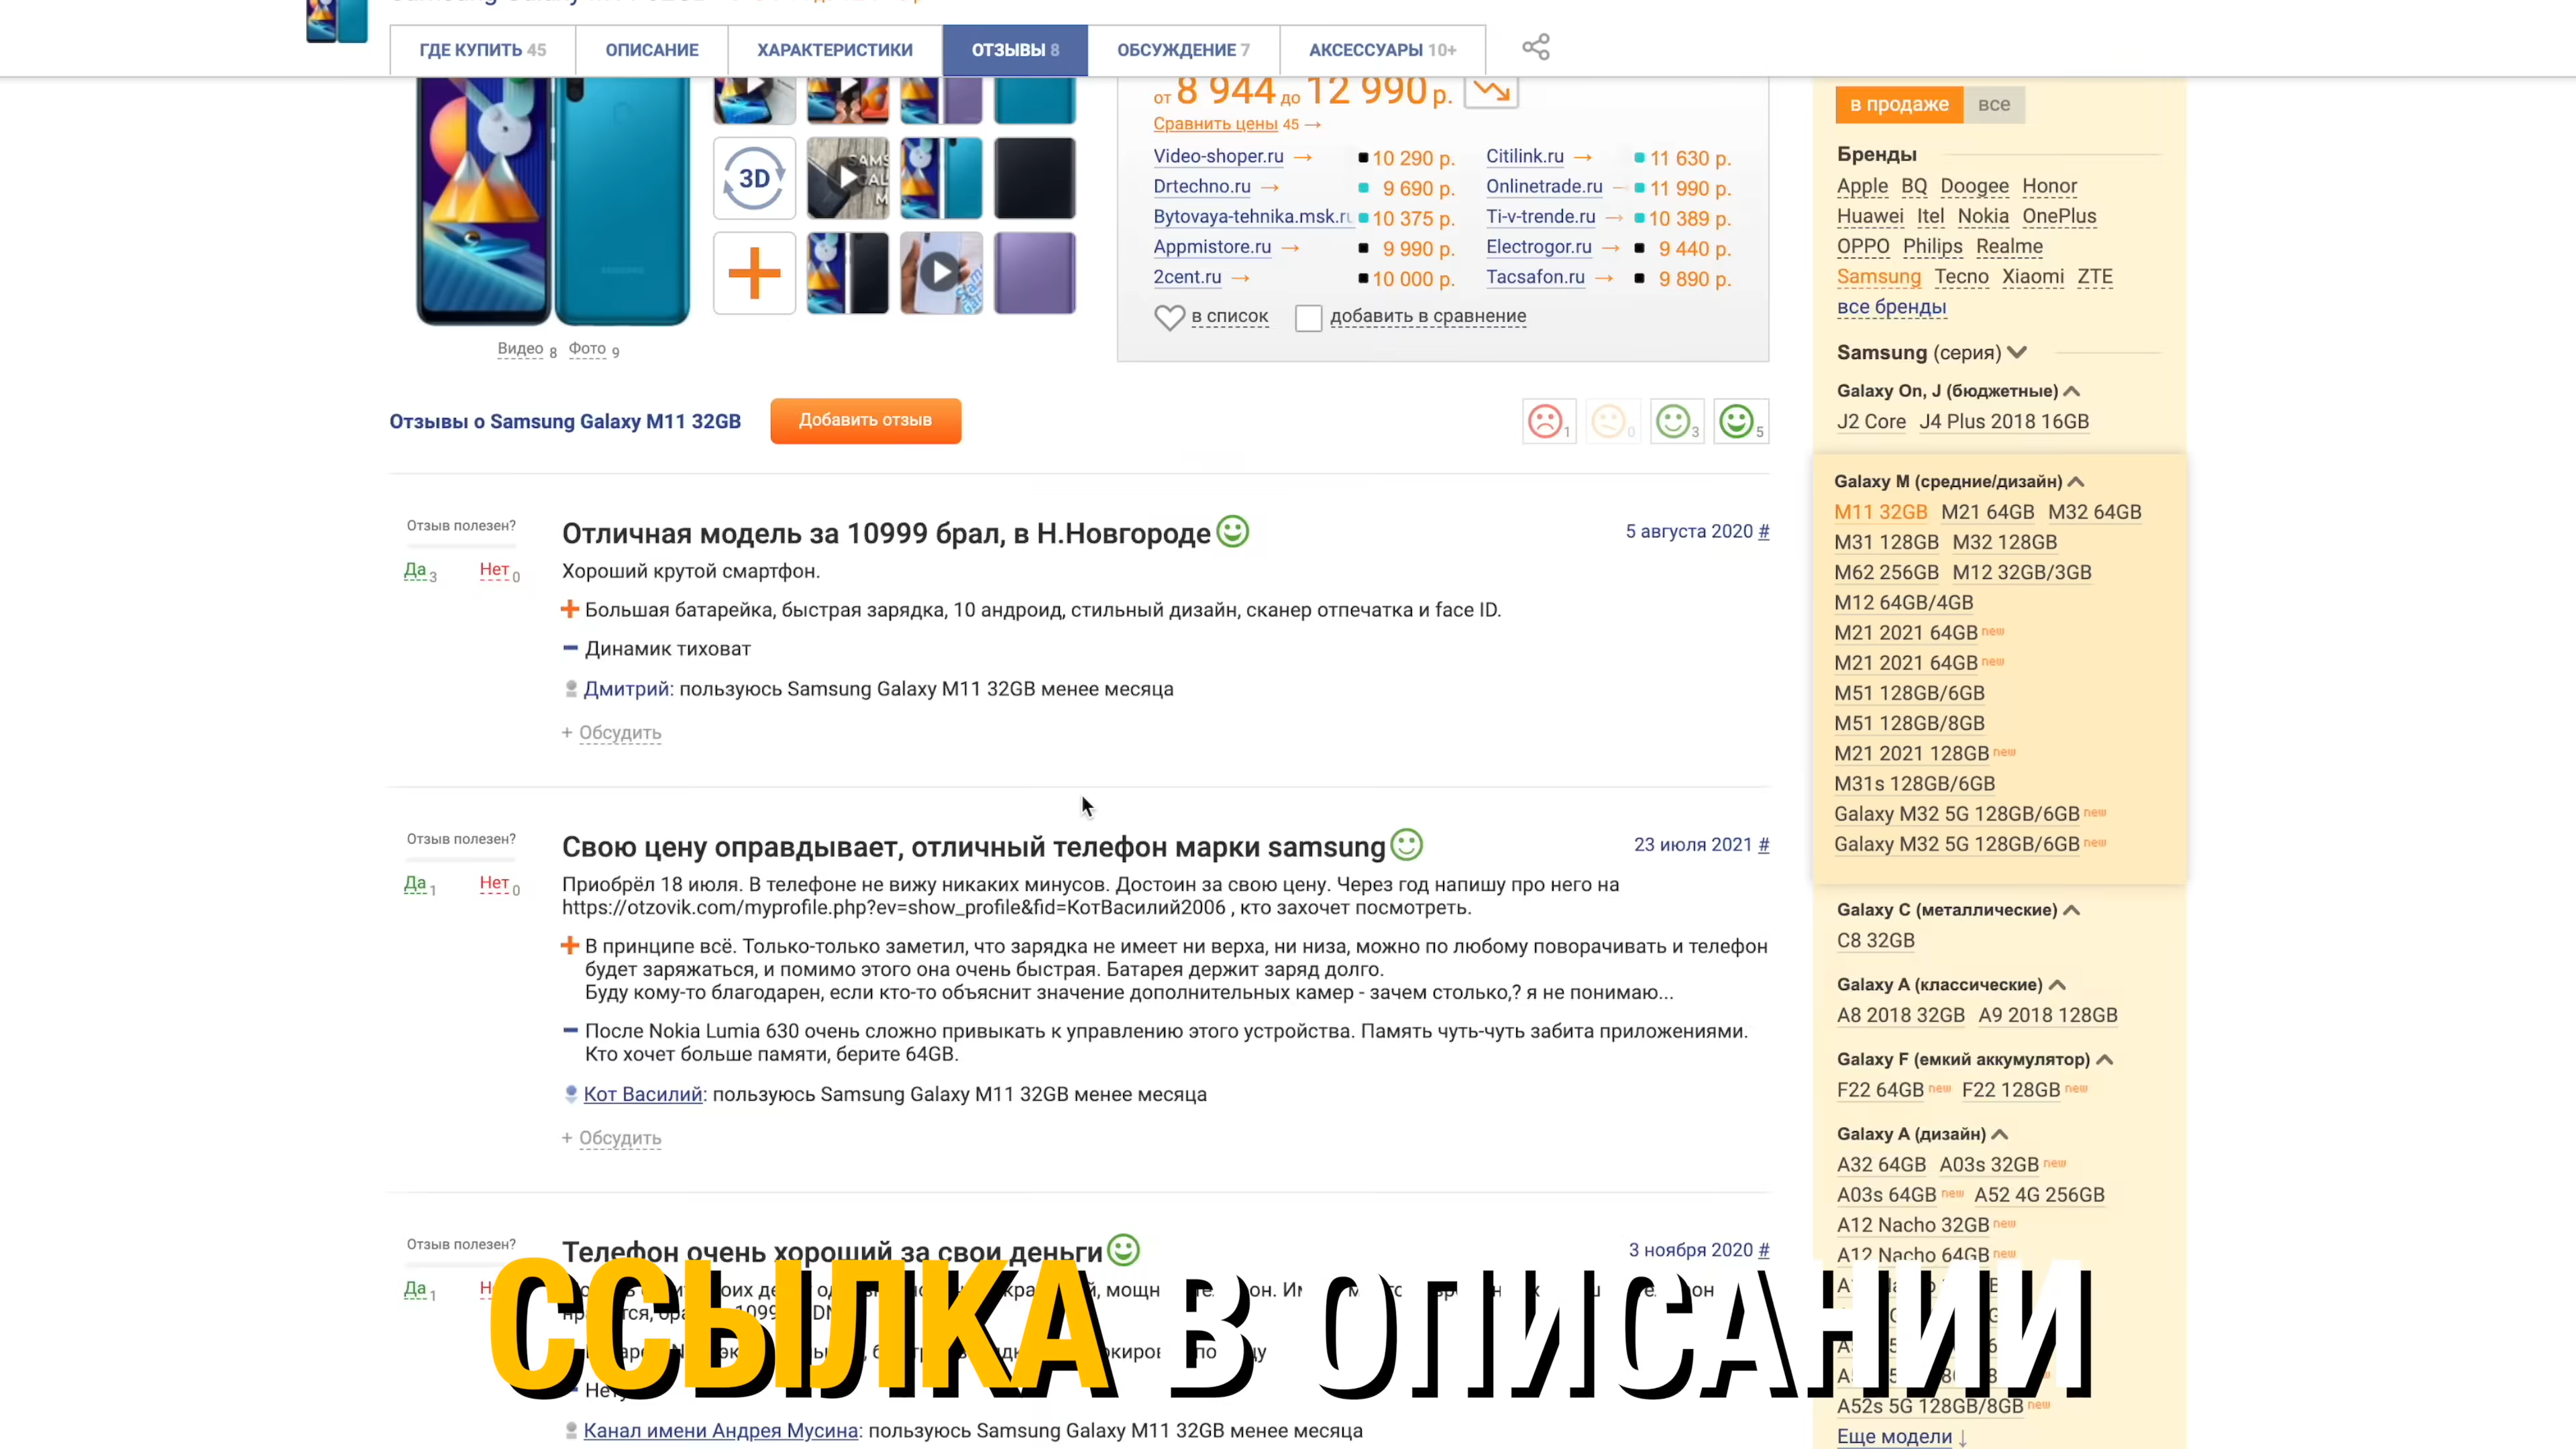 ГДЕ КУПИТЬ 45 ОПИСАНИЕ ХАРАКТЕРИСТИКИ ОТЗЫВЫ 8 ОБСУЖДЕНИЕ 7 АКСЕССУАРЫ 10+
от 8 944 до 12 990 р.
Сравнить цены 45 →
Video-shoper.ru → 10 290 р. Citilink.ru → 11 630 р.
Drtechno.ru → 9 690 р. Onlinetrade.ru → 11 990 р.
Bytovaya-tehnika.msk.ru 10 375 р. Ti-v-trende.ru → 10 389 р.
Appmistore.ru → 9 990 р. Electrogor.ru → 9 440 р.
2cent.ru → 10 000 р. Tacsafon.ru → 9 890 р.
в список добавить в сравнение
3D
Видео 8 Фото 9
Отзывы о Samsung Galaxy M11 32GB Добавить отзыв 1 0 3 5
Отзыв полезен?
Да 3 Нет 0
Отличная модель за 10999 брал, в Н.Новгороде 5 августа 2020 #
Хороший крутой смартфон.
+ Большая батарейка, быстрая зарядка, 10 андроид, стильный дизайн, сканер отпечатка и face ID.
− Динамик тиховат
Дмитрий: пользуюсь Samsung Galaxy M11 32GB менее месяца
+ Обсудить
Отзыв полезен?
Да 1 Нет 0
Свою цену оправдывает, отличный телефон марки samsung 23 июля 2021 #
Приобрёл 18 июля. В телефоне не вижу никаких минусов. Достоин за свою цену. Через год напишу про него на
https://otzovik.com/myprofile.php?ev=show_profile&fid=КотВасилий2006 , кто захочет посмотреть.
+ В принципе всё. Только-только заметил, что зарядка не имеет ни верха, ни низа, можно по любому поворачивать и телефон
будет заряжаться, и помимо этого она очень быстрая. Батарея держит заряд долго.
Буду кому-то благодарен, если кто-то объяснит значение дополнительных камер - зачем столько,? я не понимаю...
− После Nokia Lumia 630 очень сложно привыкать к управлению этого устройства. Память чуть-чуть забита приложениями.
Кто хочет больше памяти, берите 64GB.
Кот Василий: пользуюсь Samsung Galaxy M11 32GB менее месяца
+ Обсудить
Отзыв полезен?
Да 1
Телефон очень хороший за свои деньги 3 ноября 2020 #
ССЫЛКА В ОПИСАНИИ
Канал имени Андрея Мусина: пользуюсь Samsung Galaxy M11 32GB менее месяца
в продаже все
Бренды
Apple BQ Doogee Honor
Huawei Itel Nokia OnePlus
OPPO Philips Realme
Samsung Tecno Xiaomi ZTE
все бренды
Samsung (серия)
Galaxy On, J (бюджетные)
J2 Core J4 Plus 2018 16GB
Galaxy M (средние/дизайн)
M11 32GB M21 64GB M32 64GB
M31 128GB M32 128GB
M62 256GB M12 32GB/3GB
M12 64GB/4GB
M21 2021 64GB new
M21 2021 64GB new
M51 128GB/6GB
M51 128GB/8GB
M21 2021 128GB new
M31s 128GB/6GB
Galaxy M32 5G 128GB/6GB new
Galaxy M32 5G 128GB/6GB new
Galaxy C (металлические)
C8 32GB
Galaxy A (классические)
A8 2018 32GB A9 2018 128GB
Galaxy F (емкий аккумулятор)
F22 64GB new F22 128GB new
Galaxy A (дизайн)
A32 64GB A03s 32GB new
A03s 64GB new A52 4G 256GB
A12 Nacho 32GB new
A12 Nacho 64GB new
A52s 5G 128GB/8GB new
Еще модели ↓